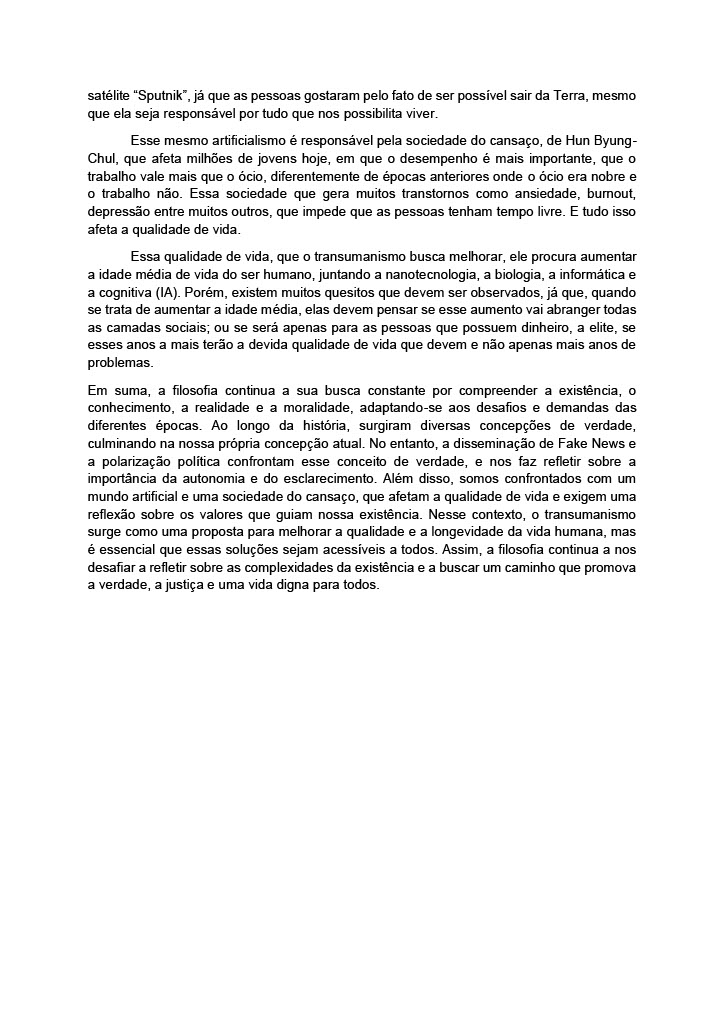 satélite “Sputnik”, já que as pessoas gostaram pelo fato de ser possível sair da Terra, mesmo
que ela seja responsável por tudo que nos possibilita viver.
Esse mesmo artificialismo é responsável pela sociedade do cansaço, de Hun Byung-
Chul, que afeta milhões de jovens hoje, em que o desempenho é mais importante, que o
trabalho vale mais que o ócio, diferentemente de épocas anteriores onde o ócio era nobre e
o trabalho não. Essa sociedade que gera muitos transtornos como ansiedade, burnout,
depressão entre muitos outros, que impede que as pessoas tenham tempo livre. E tudo isso
afeta a qualidade de vida.
Essa qualidade de vida, que o transumanismo busca melhorar, ele procura aumentar
a idade média de vida do ser humano, juntando a nanotecnologia, a biologia, a informática e
a cognitiva (IA). Porém, existem muitos quesitos que devem ser observados, já que, quando
se trata de aumentar a idade média, elas devem pensar se esse aumento vai abranger todas
as camadas sociais; ou se será apenas para as pessoas que possuem dinheiro, a elite, se
esses anos a mais terão a devida qualidade de vida que devem e não apenas mais anos de
problemas.
Em suma, a filosofia continua a sua busca constante por compreender a existência, o
conhecimento, a realidade e a moralidade, adaptando-se aos desafios e demandas das
diferentes épocas. Ao longo da história, surgiram diversas concepções de verdade,
culminando na nossa própria concepção atual. No entanto, a disseminação de Fake News e
a polarização política confrontam esse conceito de verdade, e nos faz refletir sobre a
importância da autonomia e do esclarecimento. Além disso, somos confrontados com um
mundo artificial e uma sociedade do cansaço, que afetam a qualidade de vida e exigem uma
reflexão sobre os valores que guiam nossa existência. Nesse contexto, o transumanismo
surge como uma proposta para melhorar a qualidade e a longevidade da vida humana, mas
é essencial que essas soluções sejam acessíveis a todos. Assim, a filosofia continua a nos
desafiar a refletir sobre as complexidades da existência e a buscar um caminho que promova
a verdade, a justiça e uma vida digna para todos.